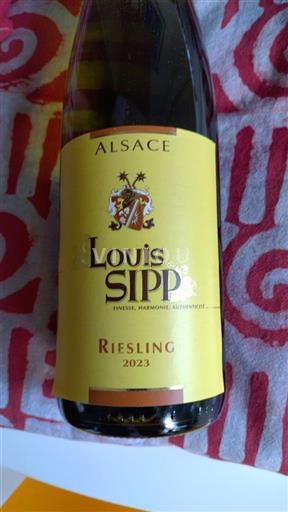 ALSACE
Louis
SIPP
FINESSE, HARMONIE, AUTHENTICITÉ
RIESLING
2023